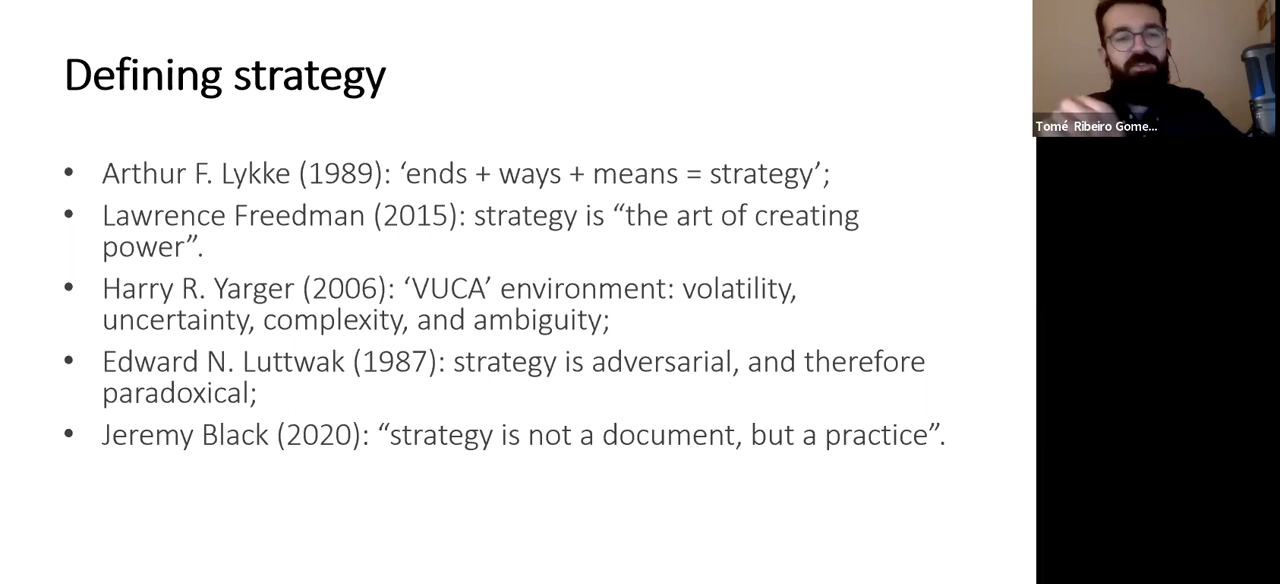 Defining strategy
• Arthur F. Lykke (1989): ‘ends + ways + means = strategy’;
• Lawrence Freedman (2015): strategy is “the art of creating
power”.
• Harry R. Yarger (2006): ‘VUCA’ environment: volatility,
uncertainty, complexity, and ambiguity;
• Edward N. Luttwak (1987): strategy is adversarial, and therefore
paradoxical;
• Jeremy Black (2020): “strategy is not a document, but a practice”.
Tomé Ribeiro Gome...